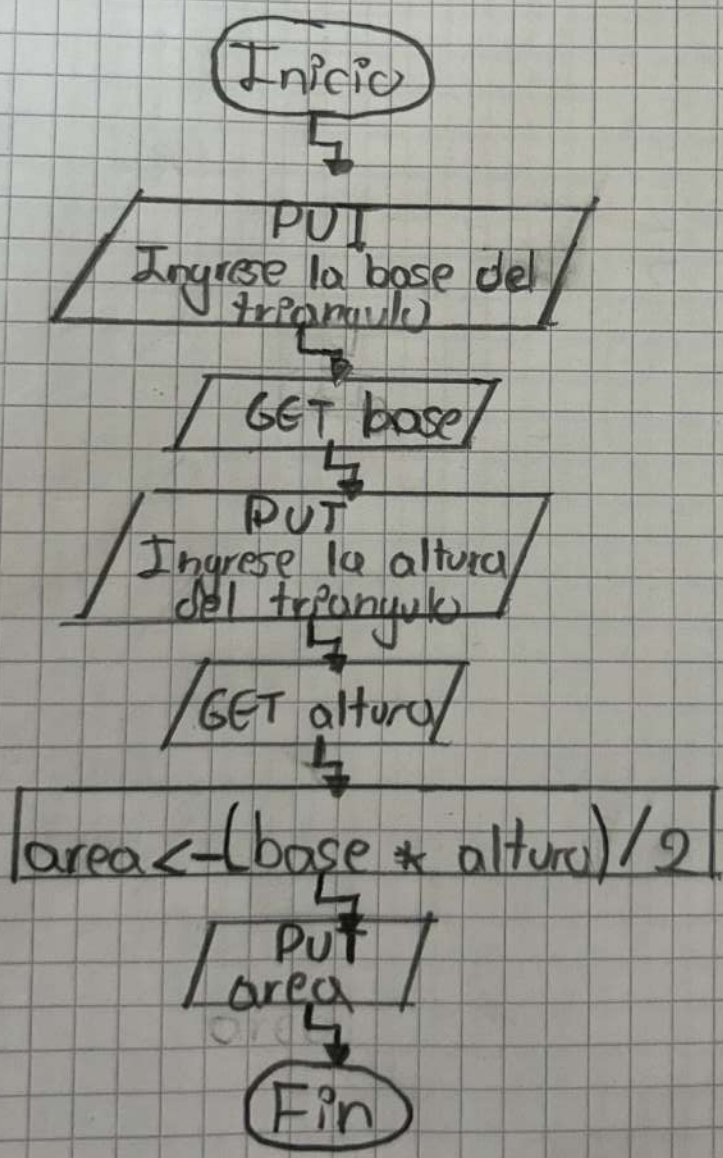 Inicio
PUT
Ingrese la base del
triangulo
GET base
PUT
Ingrese la altura
del triangulo
GET altura
area <- (base * altura) / 2
PUT
area
Fin